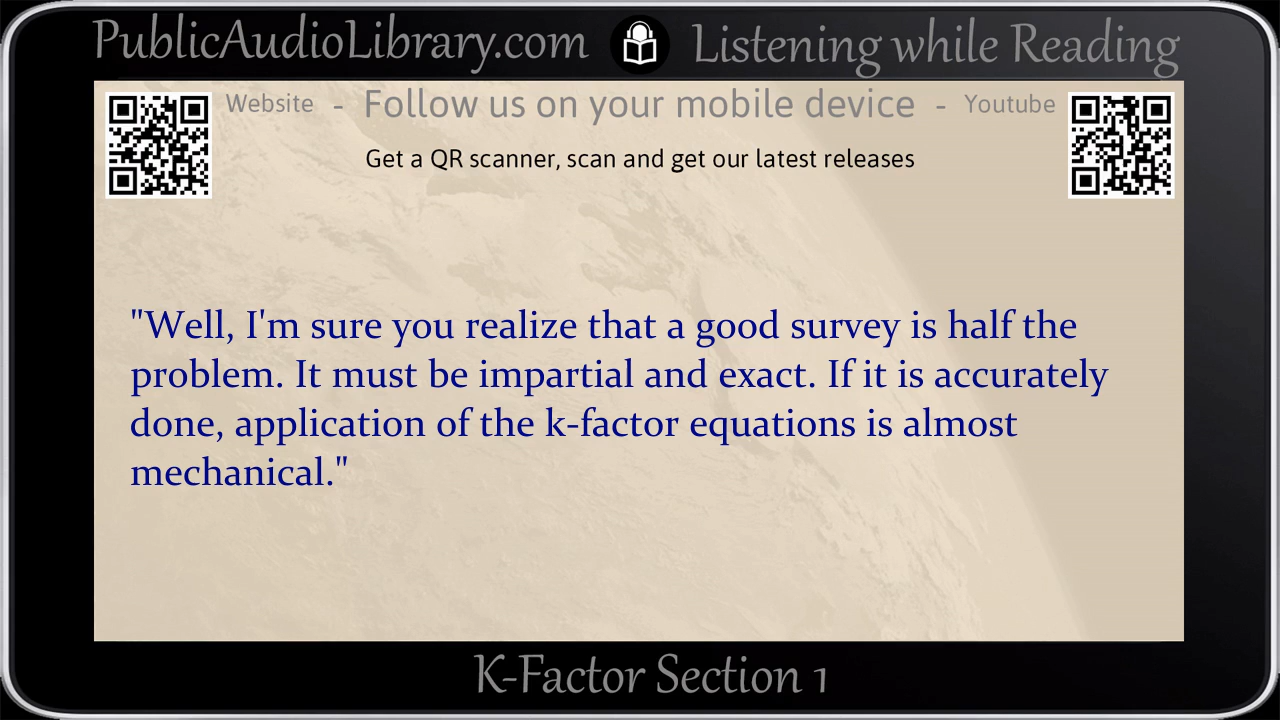 PublicAudioLibrary.com Listening while Reading
Website - Follow us on your mobile device - Youtube
Get a QR scanner, scan and get our latest releases
"Well, I'm sure you realize that a good survey is half the
problem. It must be impartial and exact. If it is accurately
done, application of the k-factor equations is almost
mechanical."
K-Factor Section 1